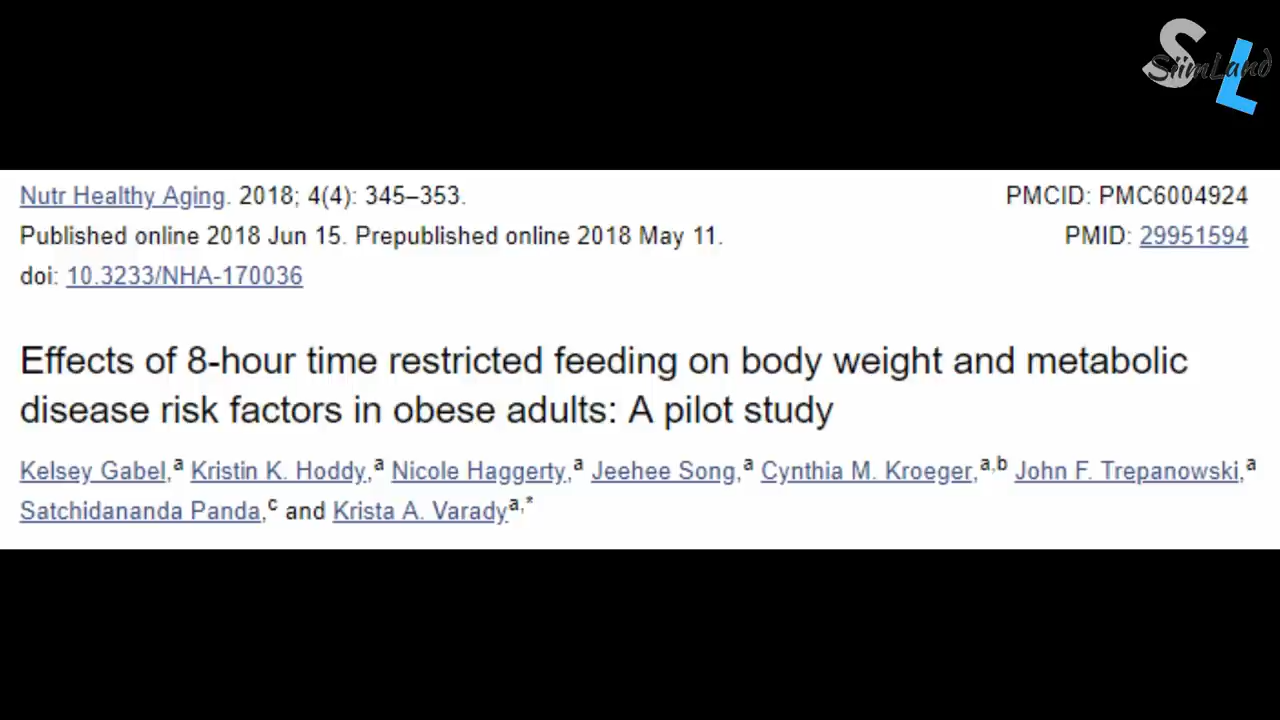 SiimLand
SL
Nutr Healthy Aging. 2018; 4(4): 345–353.
PMCID: PMC6004924
Published online 2018 Jun 15. Prepublished online 2018 May 11.
PMID: 29951594
doi: 10.3233/NHA-170036
Effects of 8-hour time restricted feeding on body weight and metabolic
disease risk factors in obese adults: A pilot study
Kelsey Gabel,a Kristin K. Hoddy,a Nicole Haggerty,a Jeehee Song,a Cynthia M. Kroeger,a,b John F. Trepanowski,a
Satchidananda Panda,c and Krista A. Varadya,*